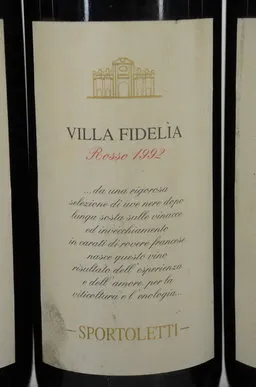 VILLA FIDELÌA
Rosso 1992
...da una vigorosa
selezione di uve nere dopo
lunga sosta sulle vinacce
ed invecchiamento
in carati di rovere francese
nasce questo vino
risultato dell'esperienza
e dell'amore per la
viticoltura e l'enologia...
SPORTOLETTI